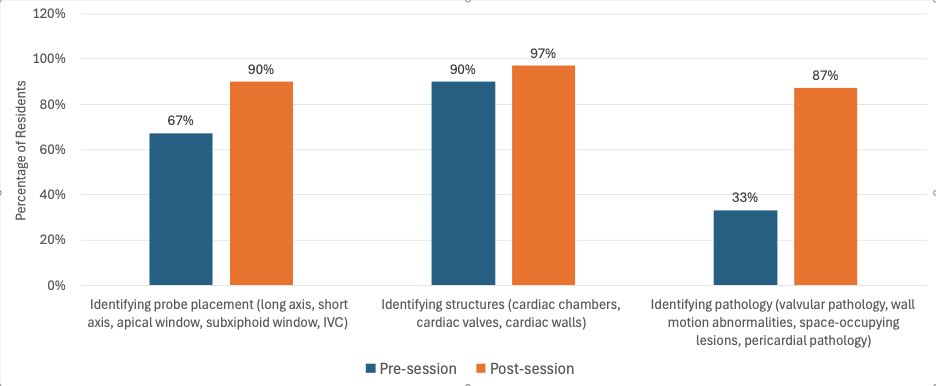 120%
100%
80%
60%
40%
20%
0%
Percentage of Residents
67%
90%
90%
97%
33%
87%
Identifying probe placement (long axis, short
axis, apical window, subxiphoid window, IVC)
Identifying structures (cardiac chambers,
cardiac valves, cardiac walls)
Identifying pathology (valvular pathology, wall
motion abnormalities, space-occupying
lesions, pericardial pathology)
Pre-session
Post-session